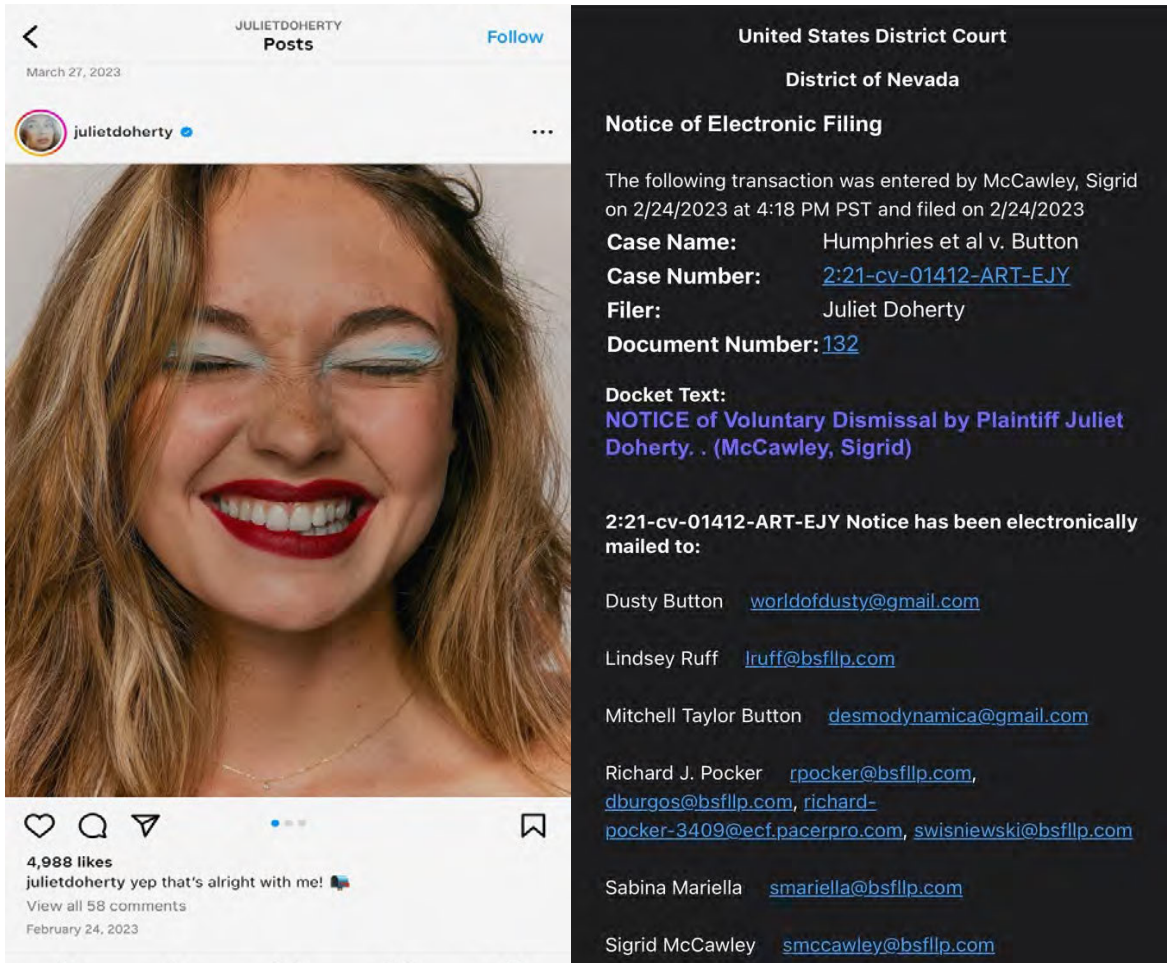 JULIETDOHERTY
Posts
Follow
March 27, 2023
julietdoherty
4,988 likes
julietdoherty yep that's alright with me!
View all 58 comments
February 24, 2023
United States District Court
District of Nevada
Notice of Electronic Filing
The following transaction was entered by McCawley, Sigrid
on 2/24/2023 at 4:18 PM PST and filed on 2/24/2023
Case Name: Humphries et al v. Button
Case Number: 2:21-cv-01412-ART-EJY
Filer: Juliet Doherty
Document Number: 132
Docket Text:
NOTICE of Voluntary Dismissal by Plaintiff Juliet
Doherty. . (McCawley, Sigrid)
2:21-cv-01412-ART-EJY Notice has been electronically
mailed to:
Dusty Button worldofdusty@gmail.com
Lindsey Ruff lruff@bsfllp.com
Mitchell Taylor Button desmodynamica@gmail.com
Richard J. Pocker rpocker@bsfllp.com,
dburgos@bsfllp.com, richard-
pocker-3409@ecf.pacerpro.com, swisniewski@bsfllp.com
Sabina Mariella smariella@bsfllp.com
Sigrid McCawley smccawley@bsfllp.com